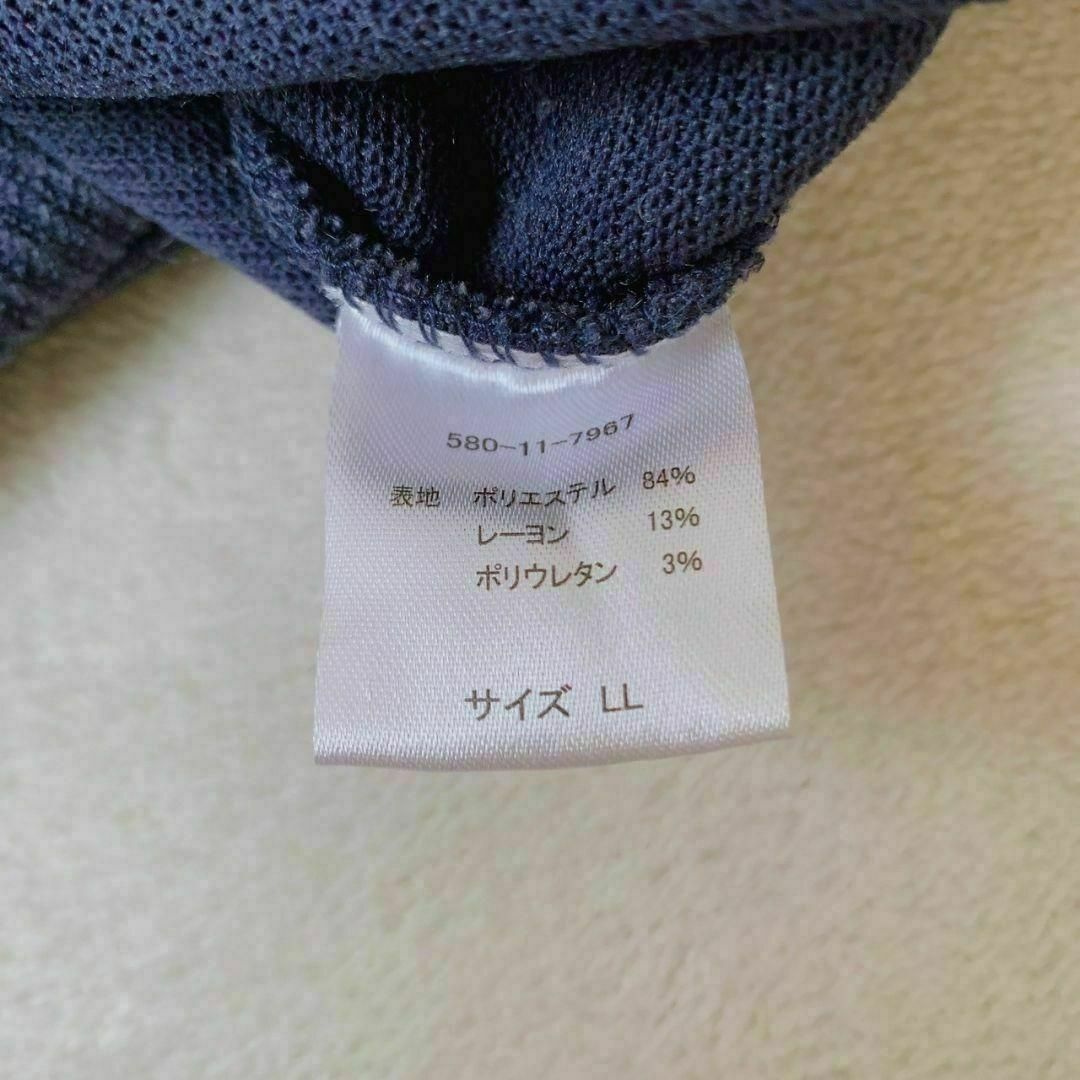 580-11-7967
表地 ポリエステル 84%
レーヨン 13%
ポリウレタン 3%
サイズ LL